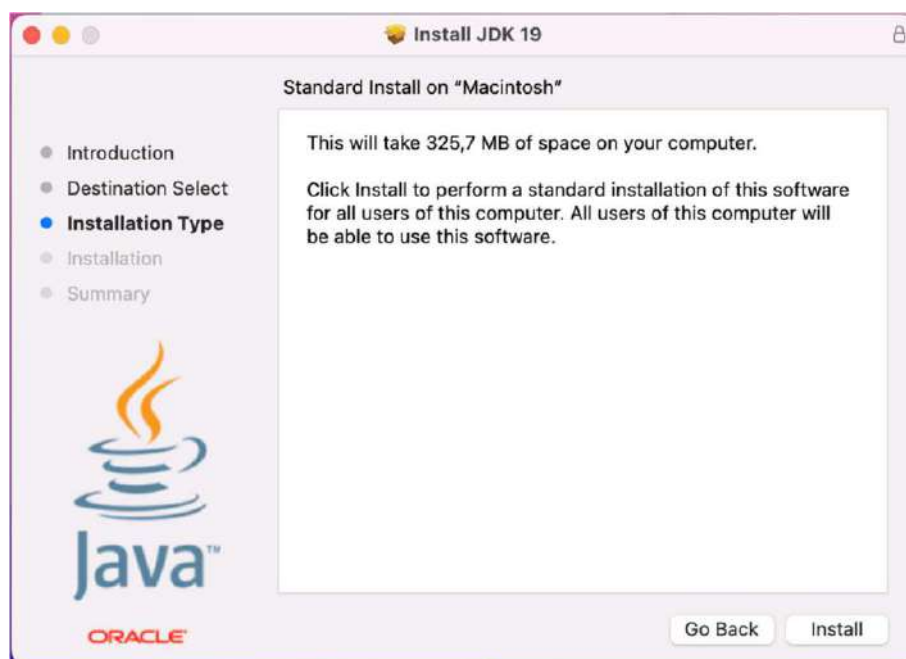 Install JDK 19
Standard Install on "Macintosh"
Introduction
Destination Select
Installation Type
Installation
Summary
This will take 325,7 MB of space on your computer.
Click Install to perform a standard installation of this software
for all users of this computer. All users of this computer will
be able to use this software.
Java™
ORACLE®
Go Back
Install